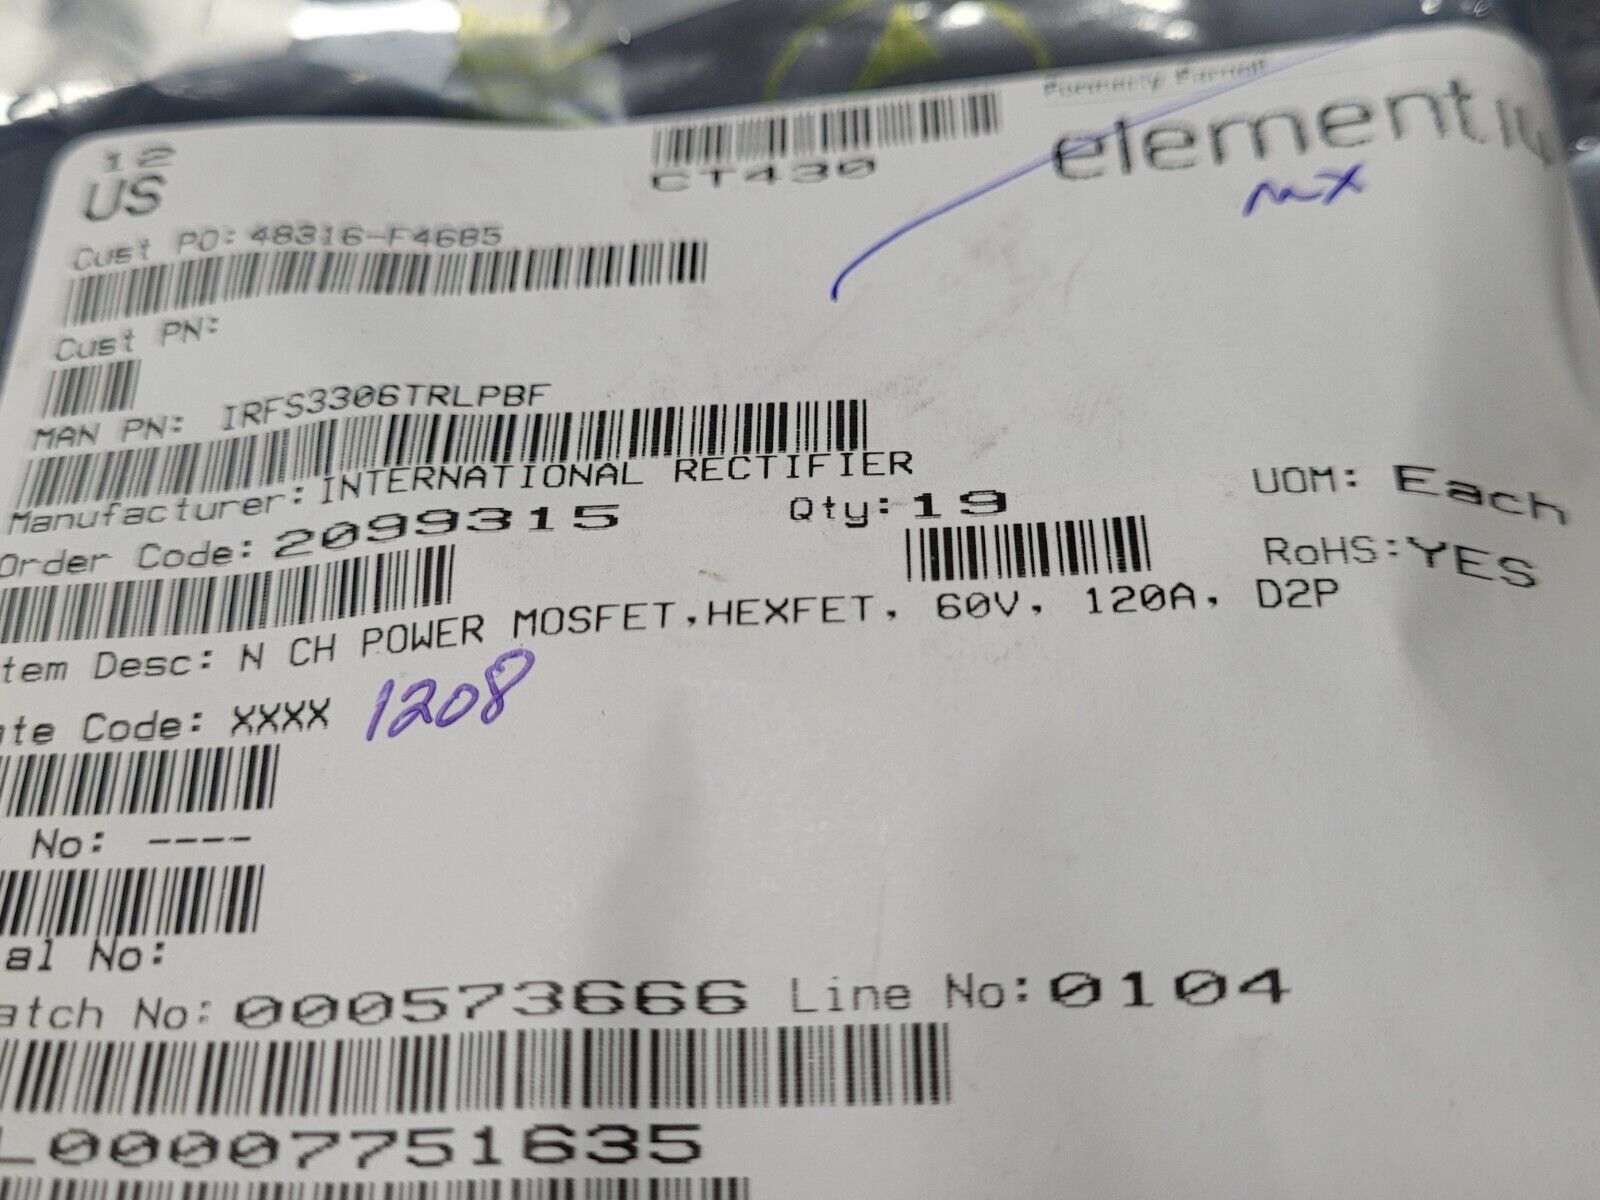 12
US
CT430
Formerly Farnell
element14
Cust PO: 48316-F4685
Cust PN:
MAN PN: IRFS3306TRLPBF
Manufacturer: INTERNATIONAL RECTIFIER
Order Code: 2099315 Qty: 19 UOM: Each
RoHS: YES
tem Desc: N CH POWER MOSFET,HEXFET, 60V, 120A, D2P
ate Code: XXXX 1208
No: ----
al No:
atch No: 000573666 Line No: 0104
L00007751635